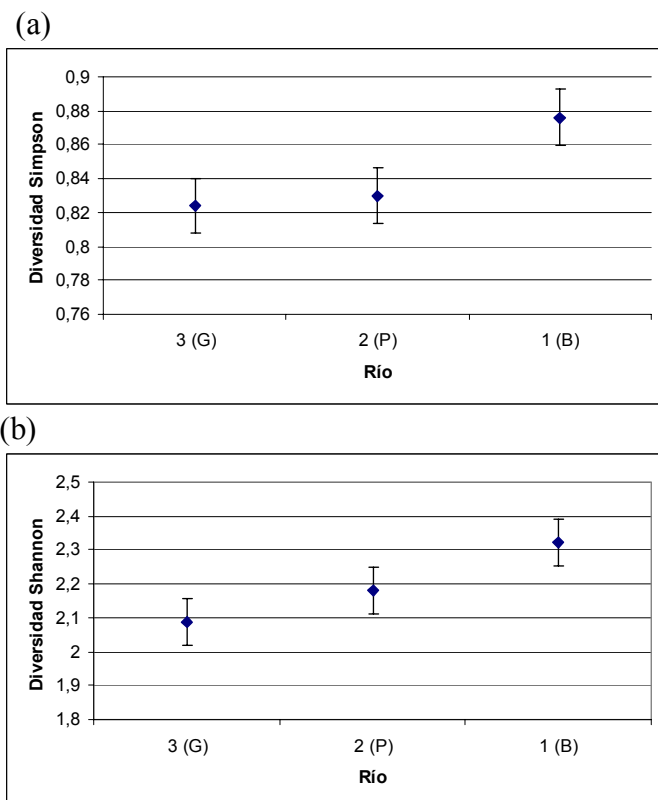 (a)
0,9
0,88
0,86
0,84
0,82
0,8
0,78
0,76
Diversidad Simpson
3 (G) 2 (P) 1 (B)
Río
(b)
2,5
2,4
2,3
2,2
2,1
2
1,9
1,8
Diversidad Shannon
3 (G) 2 (P) 1 (B)
Río